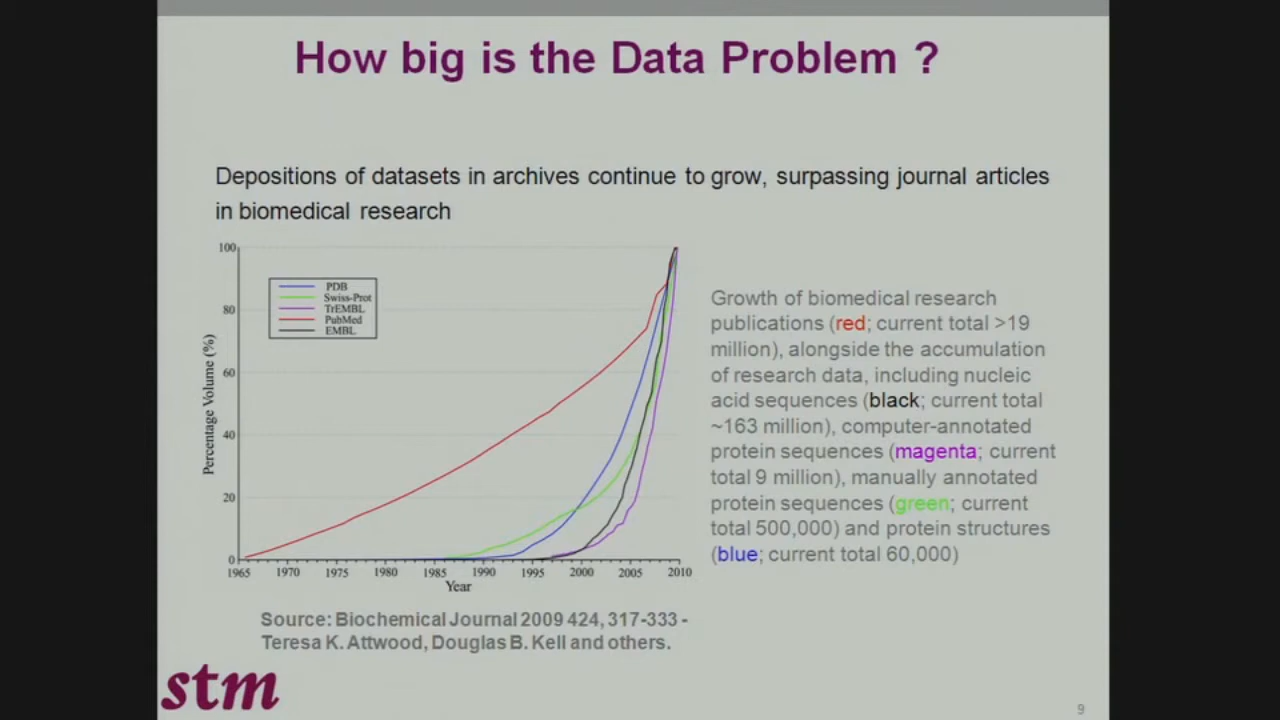 How big is the Data Problem ?
Depositions of datasets in archives continue to grow, surpassing journal articles
in biomedical research
100
80
60
40
20
0
Percentage Volume (%)
PDB
Swiss-Prot
TrEMBL
PubMed
EMBL
1965 1970 1975 1980 1985 1990 1995 2000 2005 2010
Year
Growth of biomedical research
publications (red; current total >19
million), alongside the accumulation
of research data, including nucleic
acid sequences (black; current total
~163 million), computer-annotated
protein sequences (magenta; current
total 9 million), manually annotated
protein sequences (green; current
total 500,000) and protein structures
(blue; current total 60,000)
Source: Biochemical Journal 2009 424, 317-333 -
Teresa K. Attwood, Douglas B. Kell and others.
stm
9